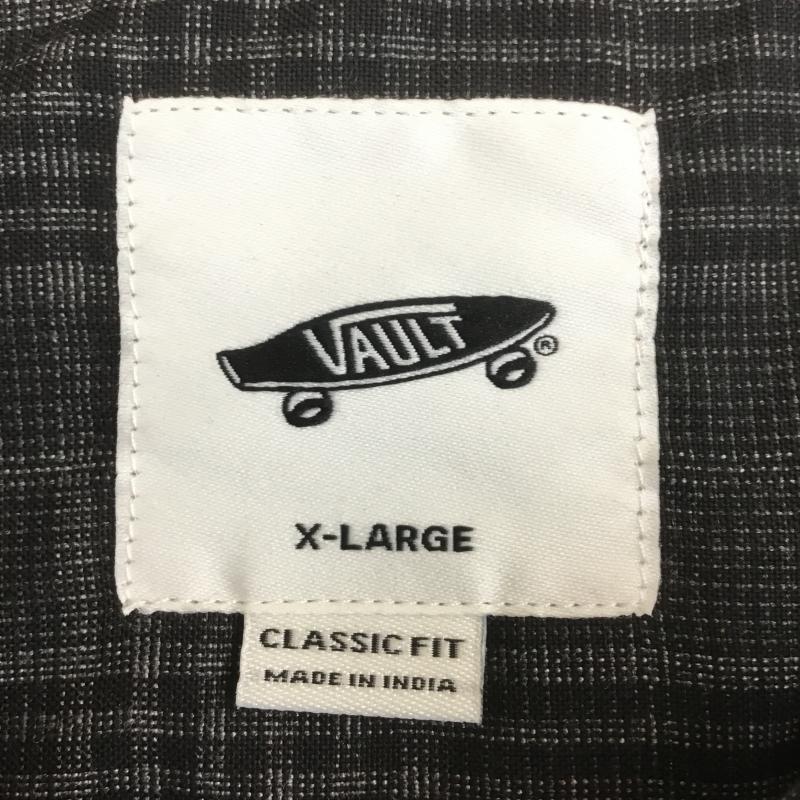 VAULT ®
X-LARGE
CLASSIC FIT
MADE IN INDIA